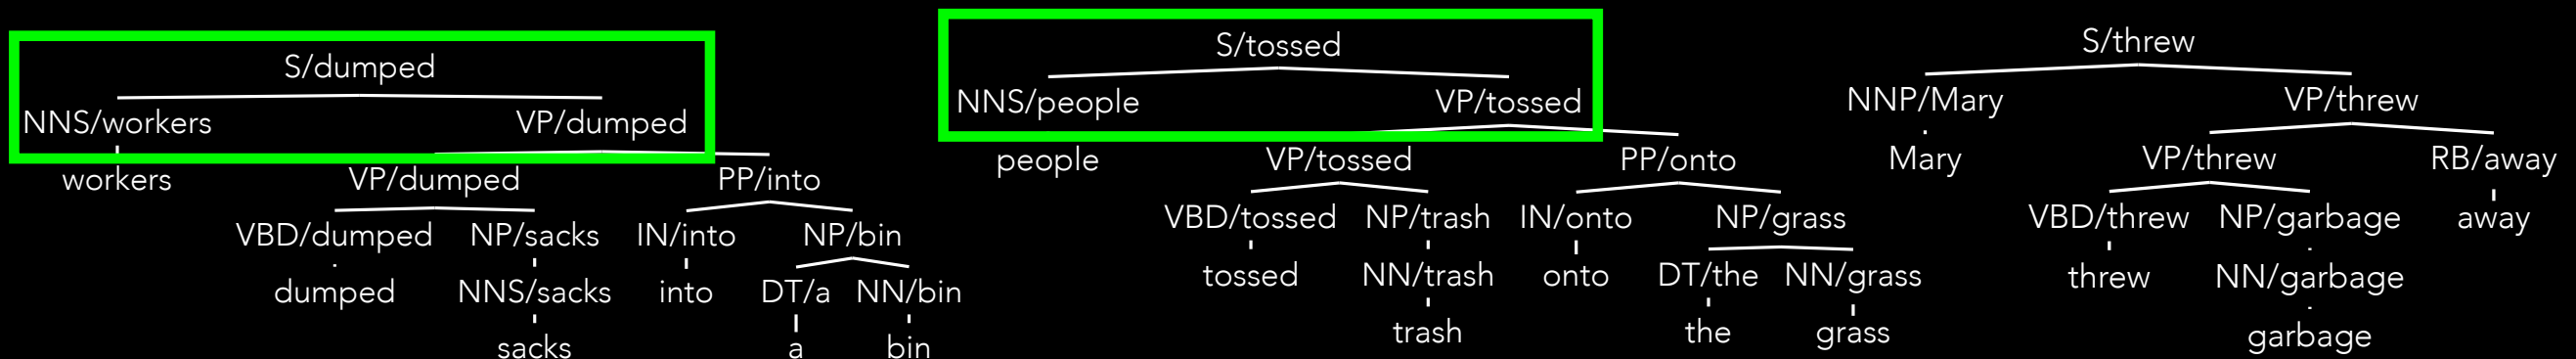 S/dumped
NNS/workers VP/dumped
workers VP/dumped PP/into
VBD/dumped NP/sacks IN/into NP/bin
dumped NNS/sacks into DT/a NN/bin
sacks a bin
S/tossed
NNS/people VP/tossed
people VP/tossed PP/onto
VBD/tossed NP/trash IN/onto NP/grass
tossed NN/trash onto DT/the NN/grass
trash the grass
S/threw
NNP/Mary VP/threw
Mary VP/threw RB/away
VBD/threw NP/garbage away
threw NN/garbage
garbage